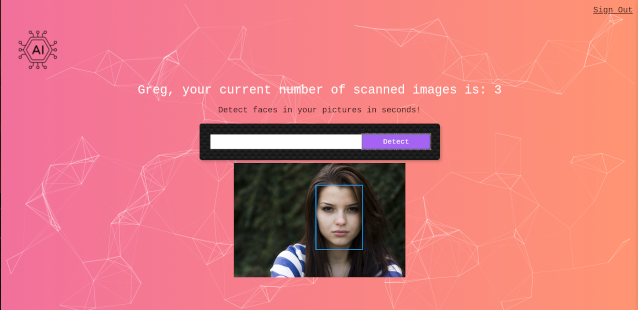 Sign Out
AI
Greg, your current number of scanned images is: 3
Detect faces in your pictures in seconds!
Detect